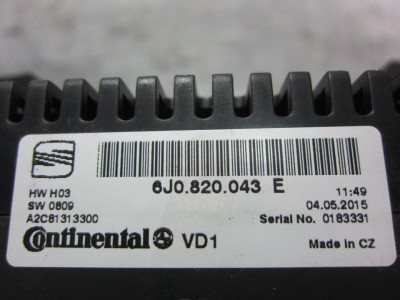 6J0.820.043 E
HW H03
SW 0809
A2C81313300
11:49
04.05.2015
Serial No. 0183331
Continental VD1
Made in CZ